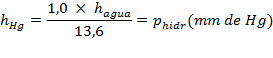 h_Hg = (1,0 × h_agua) / 13,6 = p_hidr (mm de Hg)